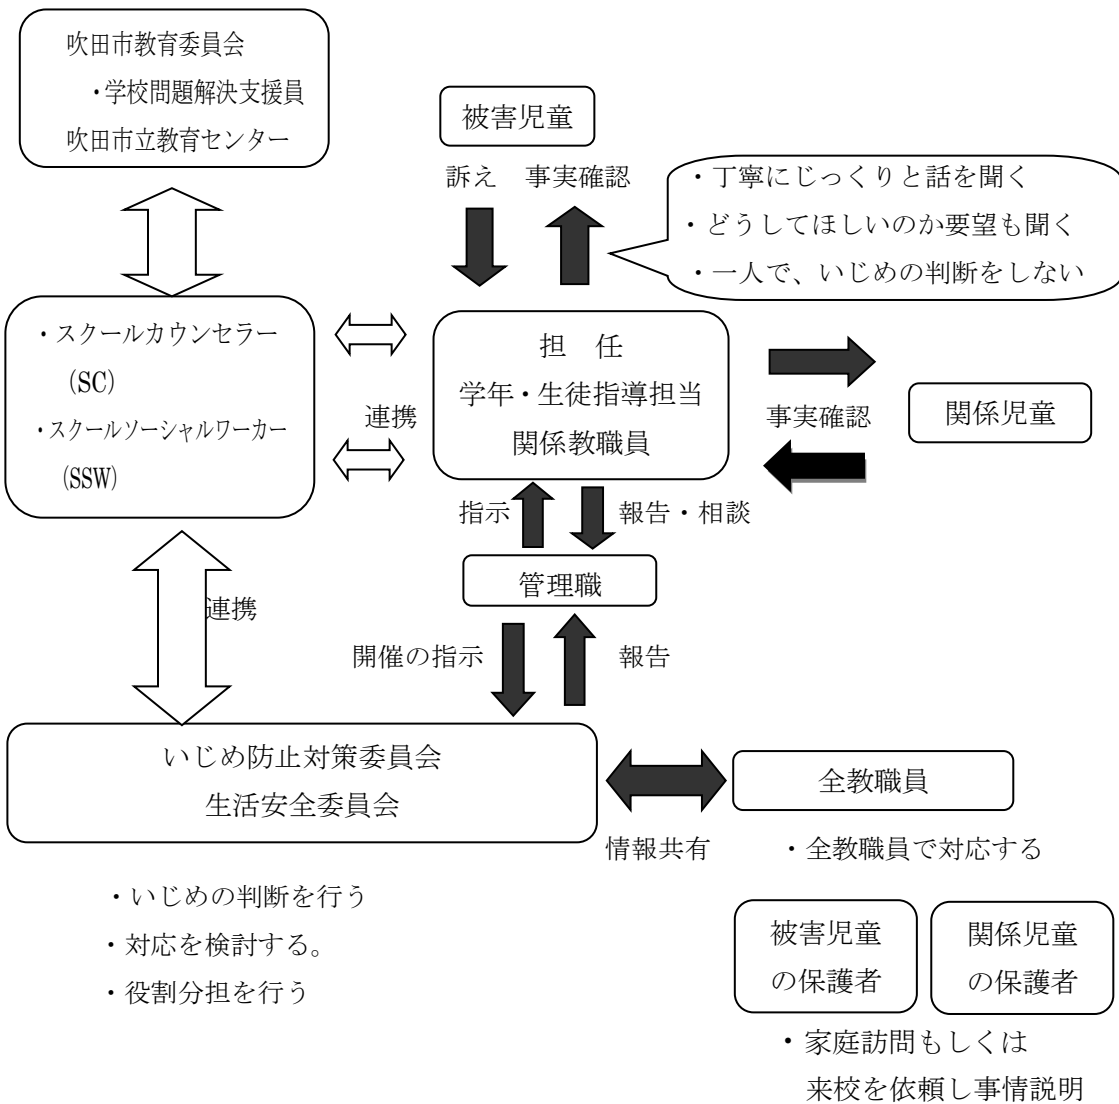 吹田市教育委員会
・学校問題解決支援員
吹田市立教育センター
被害児童
訴え　事実確認
・丁寧にじっくりと話を聞く
・どうしてほしいのか要望も聞く
・一人で、いじめの判断をしない
・スクールカウンセラー
(SC)
・スクールソーシャルワーカー
(SSW)
連携
担　任
学年・生徒指導担当
関係教職員
事実確認
関係児童
指示
報告・相談
管理職
連携
開催の指示
報告
いじめ防止対策委員会
生活安全委員会
情報共有
全教職員
・全教職員で対応する
・いじめの判断を行う
・対応を検討する。
・役割分担を行う
被害児童
の保護者
関係児童
の保護者
・家庭訪問もしくは
来校を依頼し事情説明